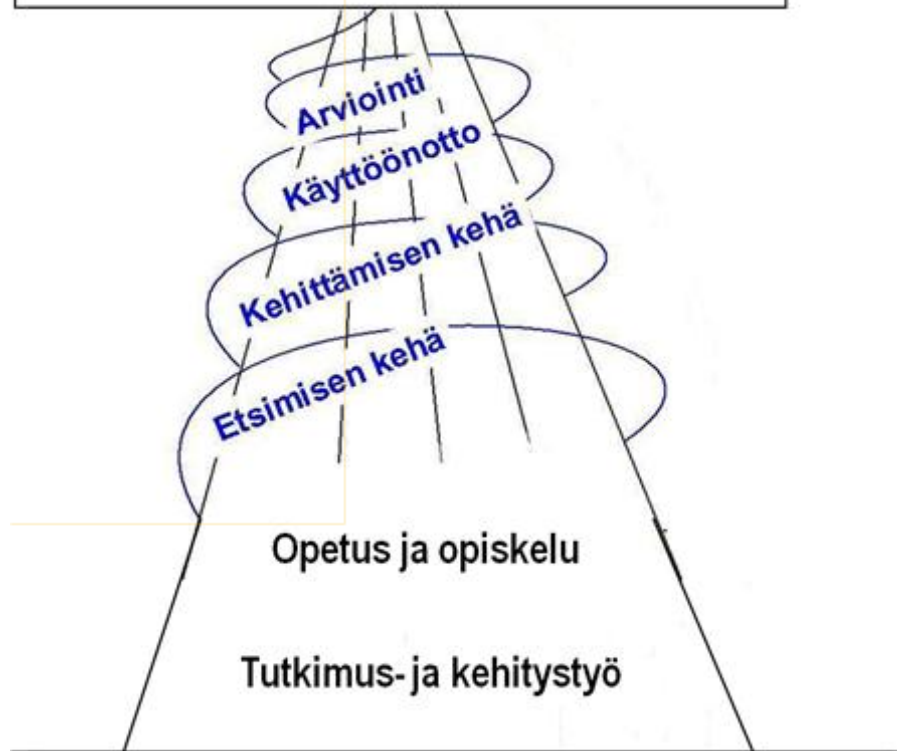 Arviointi
Käyttöönotto
Kehittämisen kehä
Etsimisen kehä
Opetus ja opiskelu
Tutkimus- ja kehitystyö